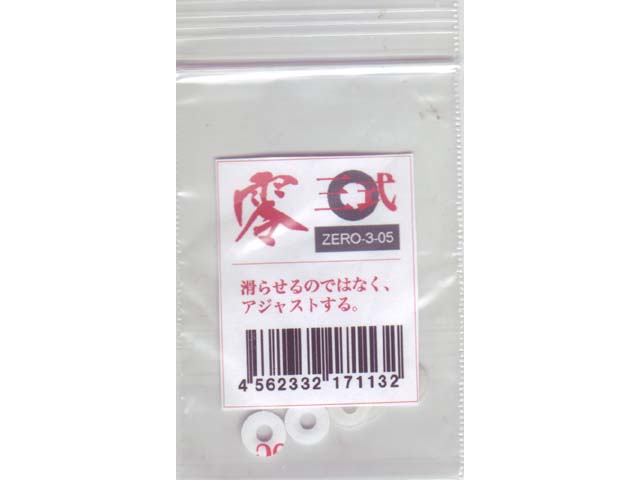 零 三式
ZERO-3-05
滑らせるのではなく、
アジャストする。
4 562332 171132